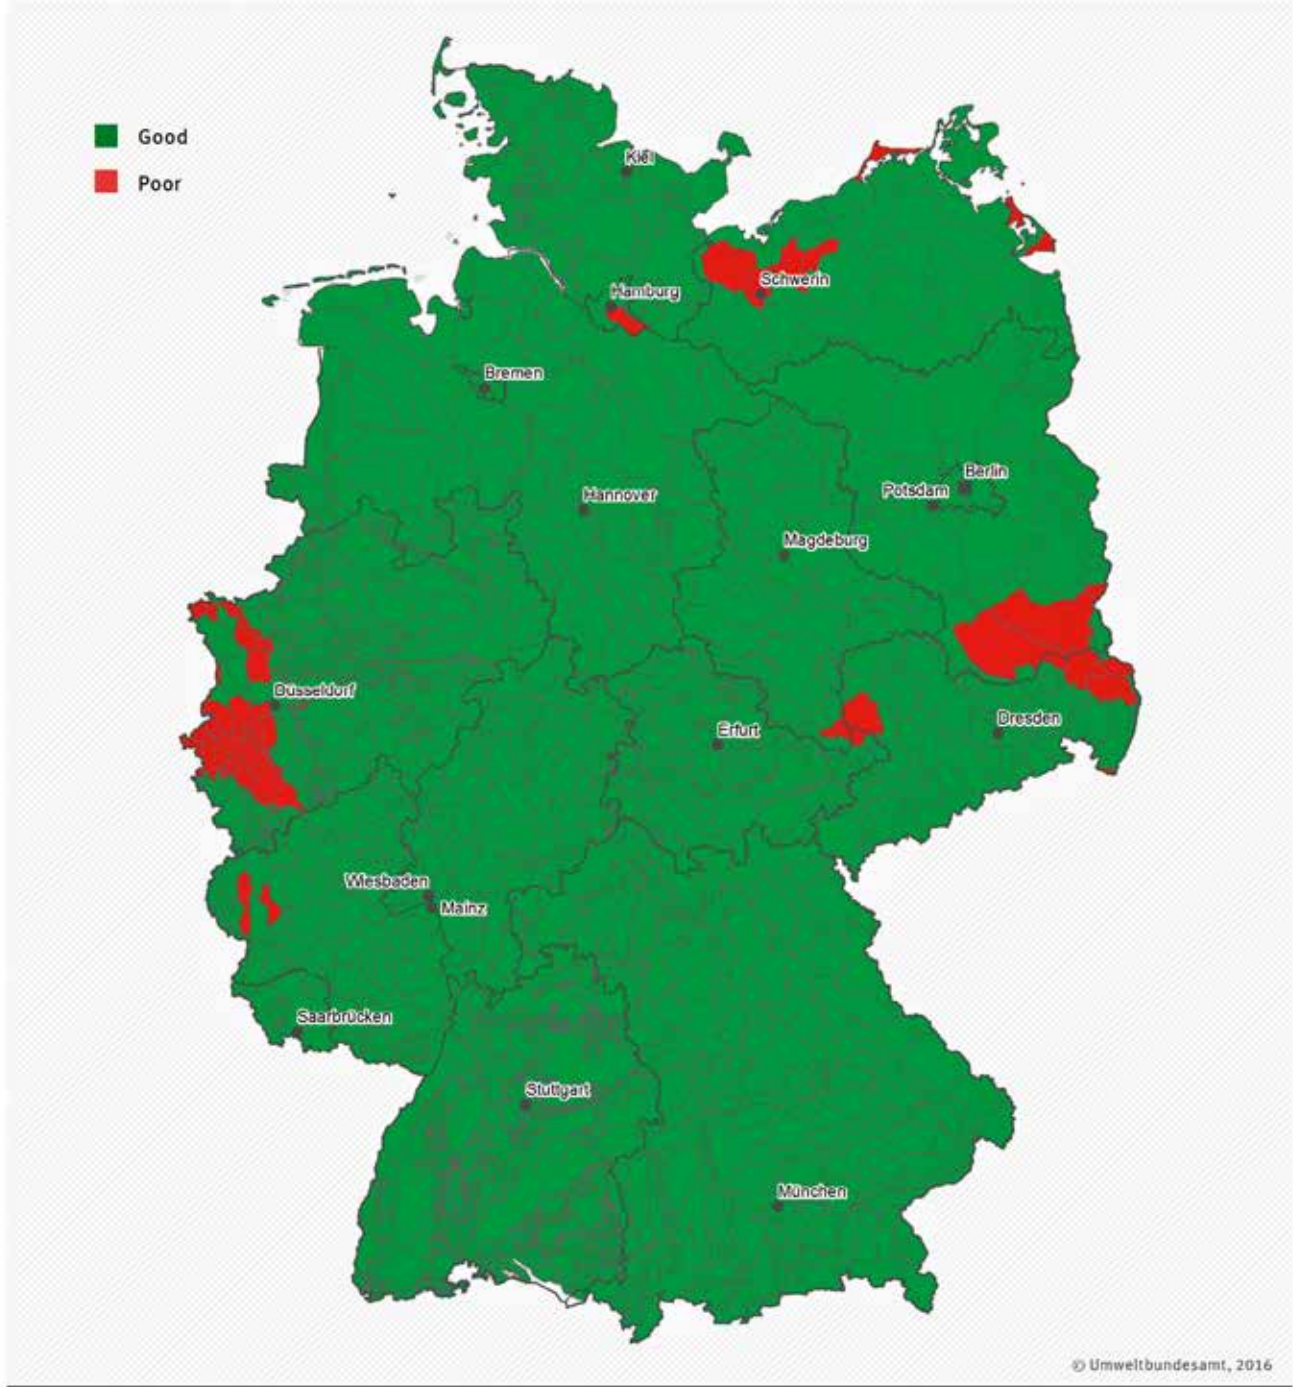 Good
Poor
Kiel
Schwerin
Hamburg
Bremen
Berlin
Potsdam
Hannover
Magdeburg
Düsseldorf
Dresden
Erfurt
Wiesbaden
Mainz
Saarbrücken
Stuttgart
München
© Umweltbundesamt, 2016